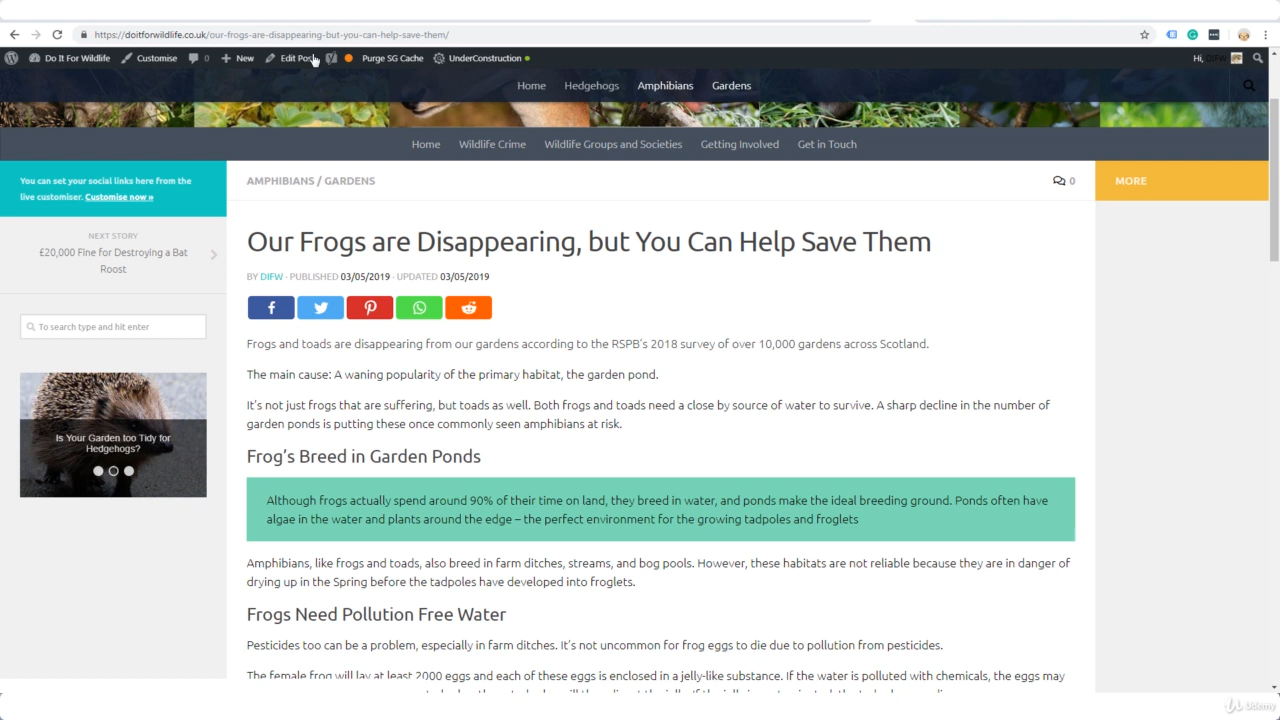 https://doitforwildlife.co.uk/our-frogs-are-disappearing-but-you-can-help-save-them/
Do It For Wildlife Customise 0 New Edit Post Purge SG Cache UnderConstruction Hi, DIFW
Home Hedgehogs Amphibians Gardens
Home Wildlife Crime Wildlife Groups and Societies Getting Involved Get in Touch
You can set your social links here from the
live customiser. Customise now »
AMPHIBIANS / GARDENS
0
MORE
NEXT STORY
£20,000 Fine for Destroying a Bat
Roost
To search type and hit enter
Is Your Garden too Tidy for
Hedgehogs?
Our Frogs are Disappearing, but You Can Help Save Them
BY DIFW · PUBLISHED 03/05/2019 · UPDATED 03/05/2019
Frogs and toads are disappearing from our gardens according to the RSPB's 2018 survey of over 10,000 gardens across Scotland.
The main cause: A waning popularity of the primary habitat, the garden pond.
It's not just frogs that are suffering, but toads as well. Both frogs and toads need a close by source of water to survive. A sharp decline in the number of
garden ponds is putting these once commonly seen amphibians at risk.
Frog's Breed in Garden Ponds
Although frogs actually spend around 90% of their time on land, they breed in water, and ponds make the ideal breeding ground. Ponds often have
algae in the water and plants around the edge – the perfect environment for the growing tadpoles and froglets
Amphibians, like frogs and toads, also breed in farm ditches, streams, and bog pools. However, these habitats are not reliable because they are in danger of
drying up in the Spring before the tadpoles have developed into froglets.
Frogs Need Pollution Free Water
Pesticides too can be a problem, especially in farm ditches. It's not uncommon for frog eggs to die due to pollution from pesticides.
The female frog will lay at least 2000 eggs and each of these eggs is enclosed in a jelly-like substance. If the water is polluted with chemicals, the eggs may
Udemy